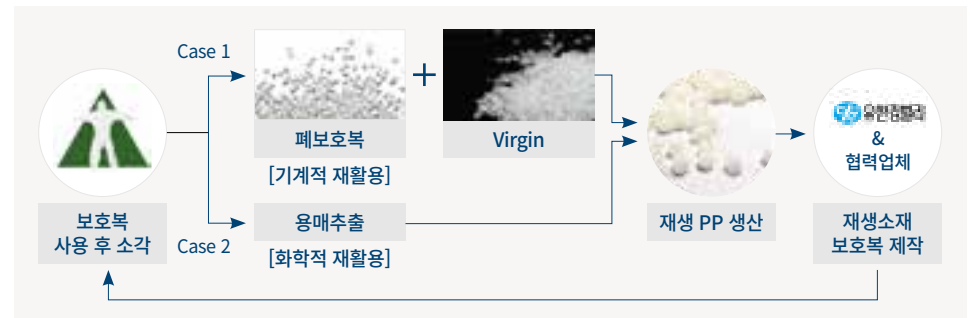 Case 1
폐보호복
[기계적 재활용]
+
Virgin
보호복
사용 후 소각
Case 2
용매추출
[화학적 재활용]
재생 PP 생산
&
협력업체
재생소재
보호복 제작